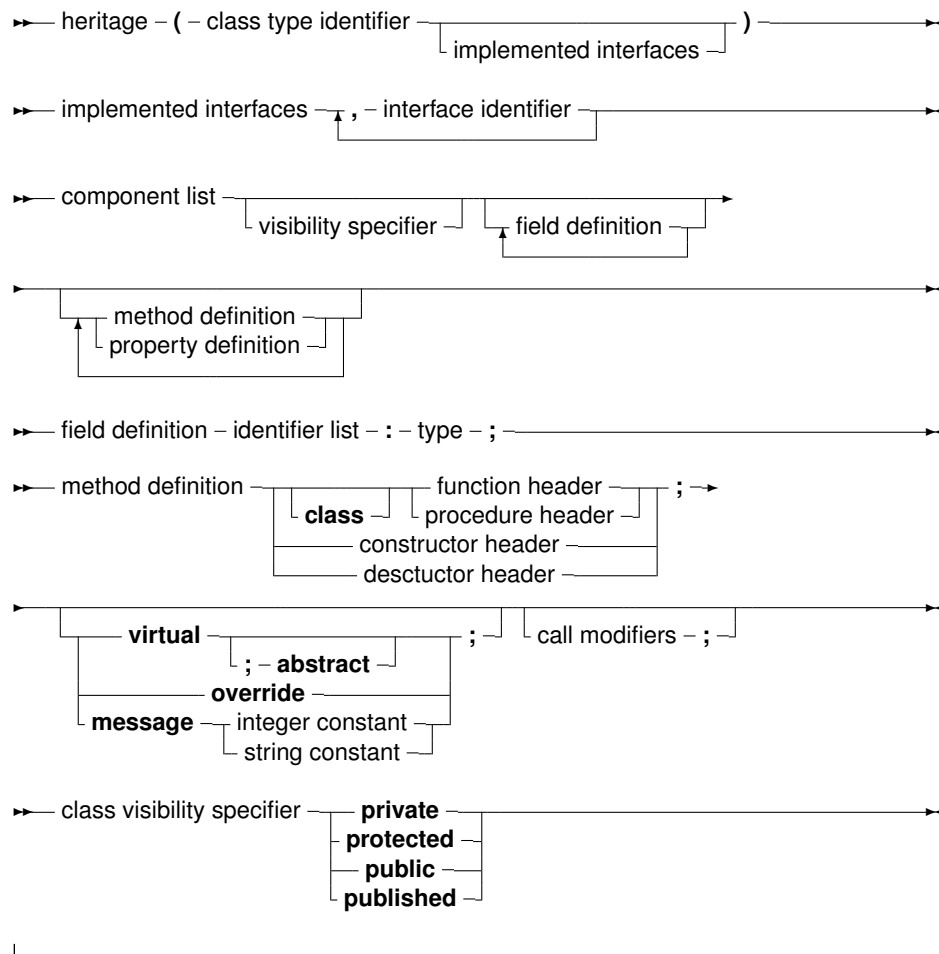 heritage ( class type identifier )
implemented interfaces
implemented interfaces , interface identifier
component list
visibility specifier field definition
method definition
property definition
field definition identifier list : type ;
method definition function header ;
class procedure header
constructor header
desctuctor header
virtual ; call modifiers ;
; abstract
override
message integer constant
string constant
class visibility specifier private
protected
public
published